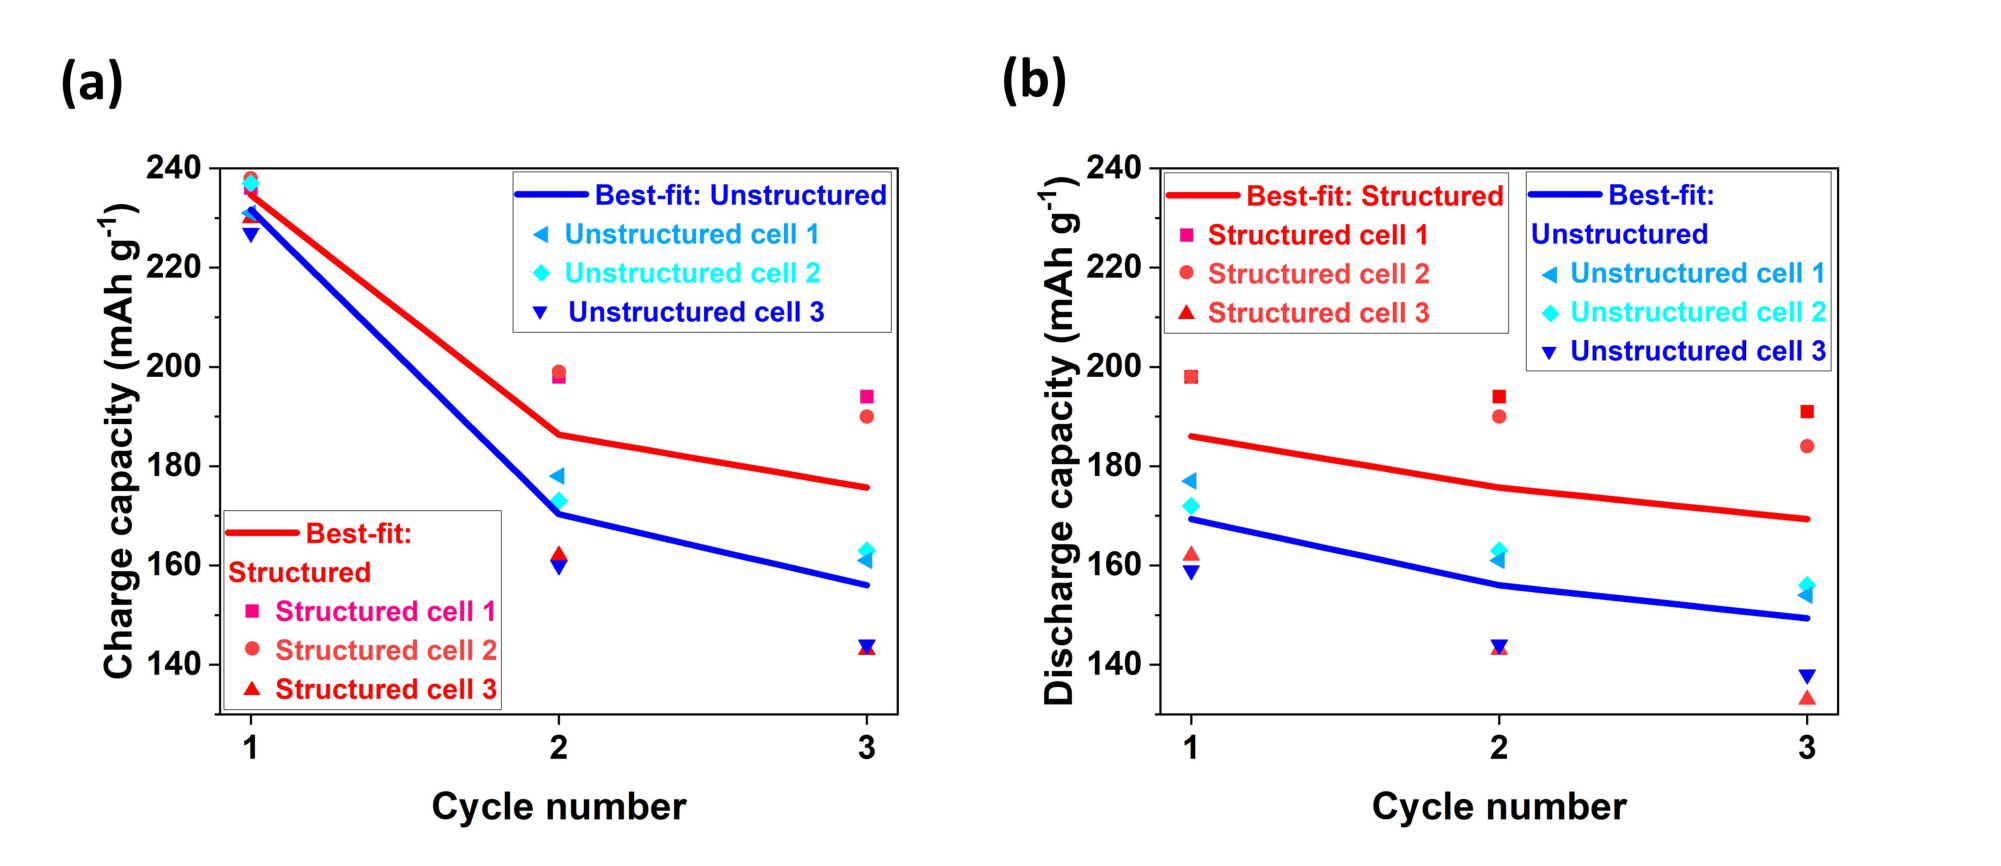 (a)
Charge capacity (mAh g-1)
240
220
200
180
160
140
Best-fit: Unstructured
Unstructured cell 1
Unstructured cell 2
Unstructured cell 3
Best-fit:
Structured
Structured cell 1
Structured cell 2
Structured cell 3
1 2 3
Cycle number
(b)
Discharge capacity (mAh g-1)
240
220
200
180
160
140
Best-fit: Structured
Structured cell 1
Structured cell 2
Structured cell 3
Best-fit:
Unstructured
Unstructured cell 1
Unstructured cell 2
Unstructured cell 3
1 2 3
Cycle number